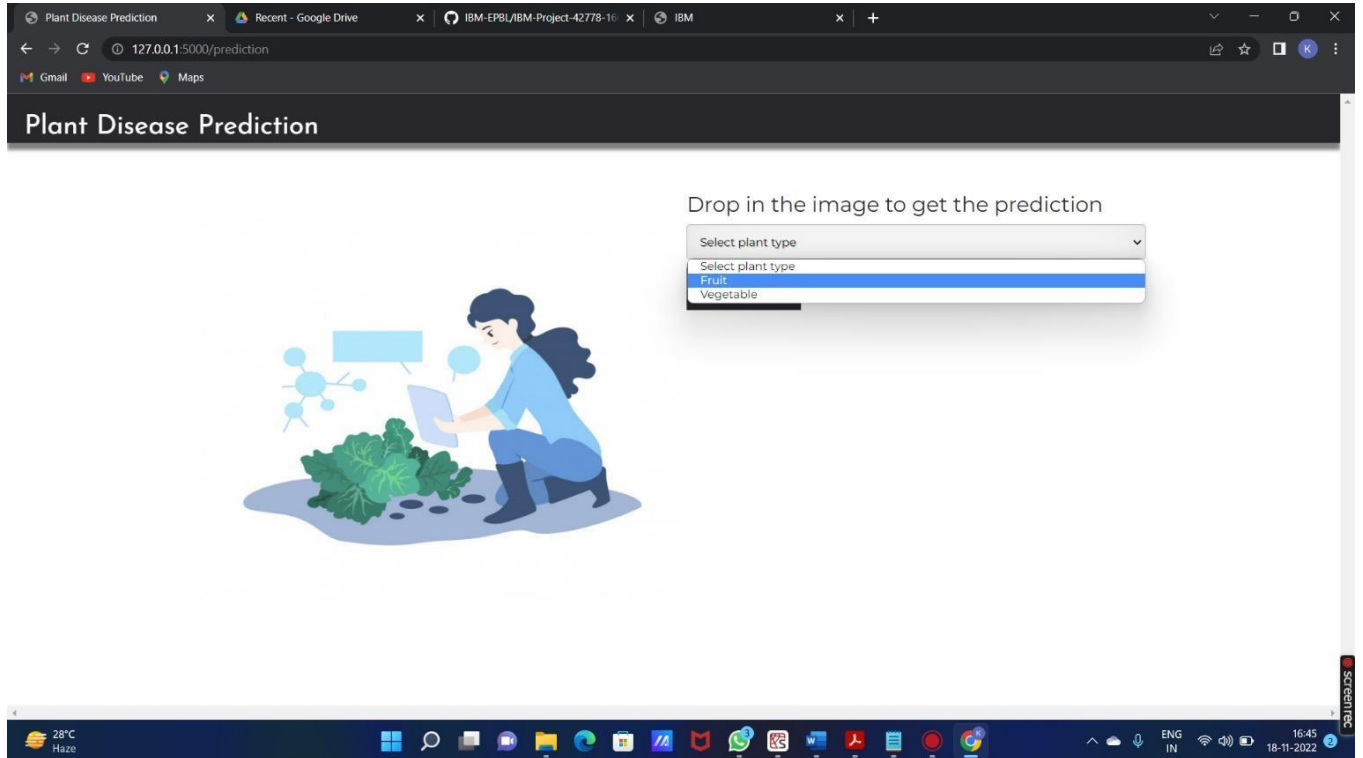 Plant Disease Prediction
Recent - Google Drive
IBM-EPBL/IBM-Project-42778-16
IBM
127.0.0.1:5000/prediction
K
Gmail
YouTube
Maps
Plant Disease Prediction
Drop in the image to get the prediction
Select plant type
Select plant type
Fruit
Vegetable
screenrec
28°C
Haze
3
W
ENG
IN
16:45
18-11-2022
2